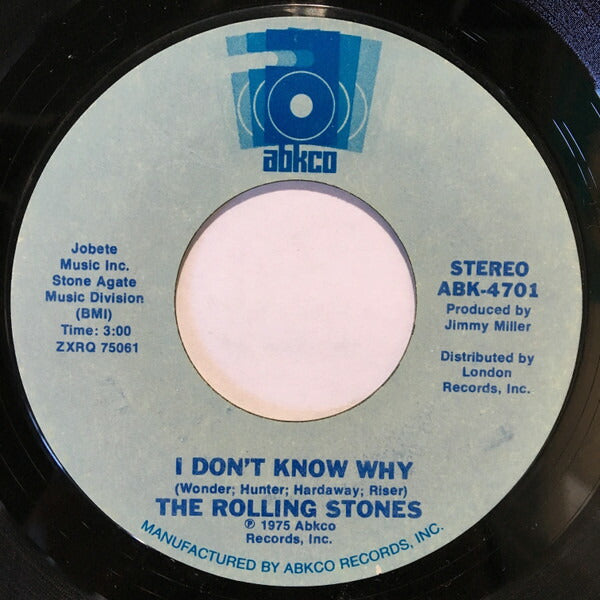 abkco
Jobete
Music Inc.
Stone Agate
Music Division
(BMI)
Time: 3:00
ZXRQ 75061
STEREO
ABK-4701
Produced by
Jimmy Miller
Distributed by
London
Records, Inc.
I DON'T KNOW WHY
(Wonder; Hunter; Hardaway; Riser)
THE ROLLING STONES
℗ 1975 Abkco
Records, Inc.
MANUFACTURED BY ABKCO RECORDS, INC.